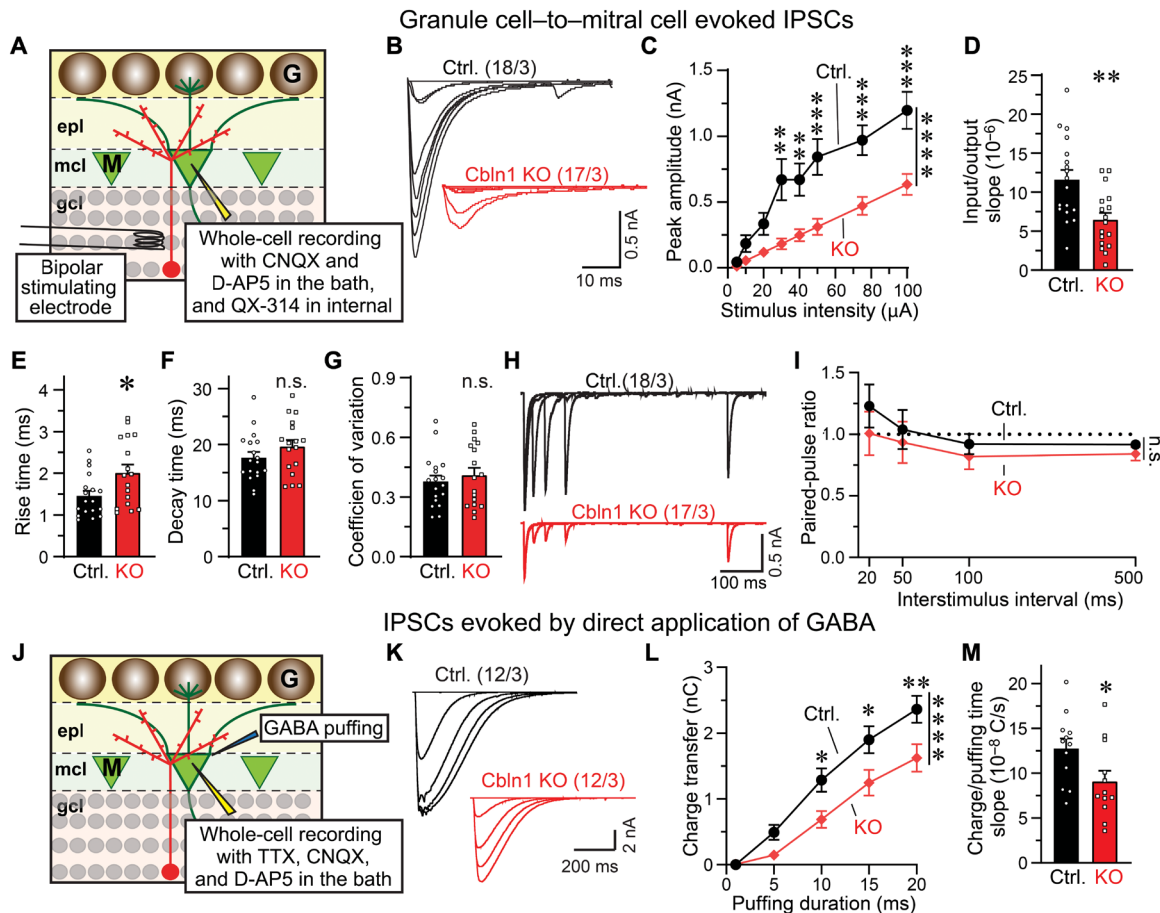 Granule cell–to–mitral cell evoked IPSCs
A
G
epl
mcl
M
gcl
Bipolar
stimulating
electrode
Whole-cell recording
with CNQX and
D-AP5 in the bath,
and QX-314 in internal
B
Ctrl. (18/3)
Cbln1 KO (17/3)
0.5 nA
10 ms
C
Peak amplitude (nA)
1.5
1.0
0.5
0.0
Ctrl.
KO
**
**
***
***
***
****
0 20 40 60 80 100
Stimulus intensity (µA)
D
Input/output
slope (10⁻⁶)
25
20
15
10
5
0
**
Ctrl. KO
E
Rise time (ms)
4
3
2
1
0
*
Ctrl. KO
F
Decay time (ms)
30
20
10
0
n.s.
Ctrl. KO
G
Coefficien of variation
0.9
0.6
0.3
0.0
n.s.
Ctrl. KO
H
Ctrl.(18/3)
Cbln1 KO (17/3)
0.5 nA
100 ms
I
Paired-pulse ratio
1.5
1.0
0.5
0
Ctrl.
KO
n.s.
20 50 100 500
Interstimulus interval (ms)
IPSCs evoked by direct application of GABA
J
G
epl
GABA puffing
mcl
M
gcl
Whole-cell recording
with TTX, CNQX,
and D-AP5 in the bath
K
Ctrl. (12/3)
Cbln1 KO (12/3)
2 nA
200 ms
L
Charge transfer (nC)
3
2
1
0
Ctrl.
KO
*
*
**
****
5 10 15 20
Puffing duration (ms)
M
Charge/puffing time
slope (10⁻⁸ C/s)
20
15
10
5
0
*
Ctrl. KO